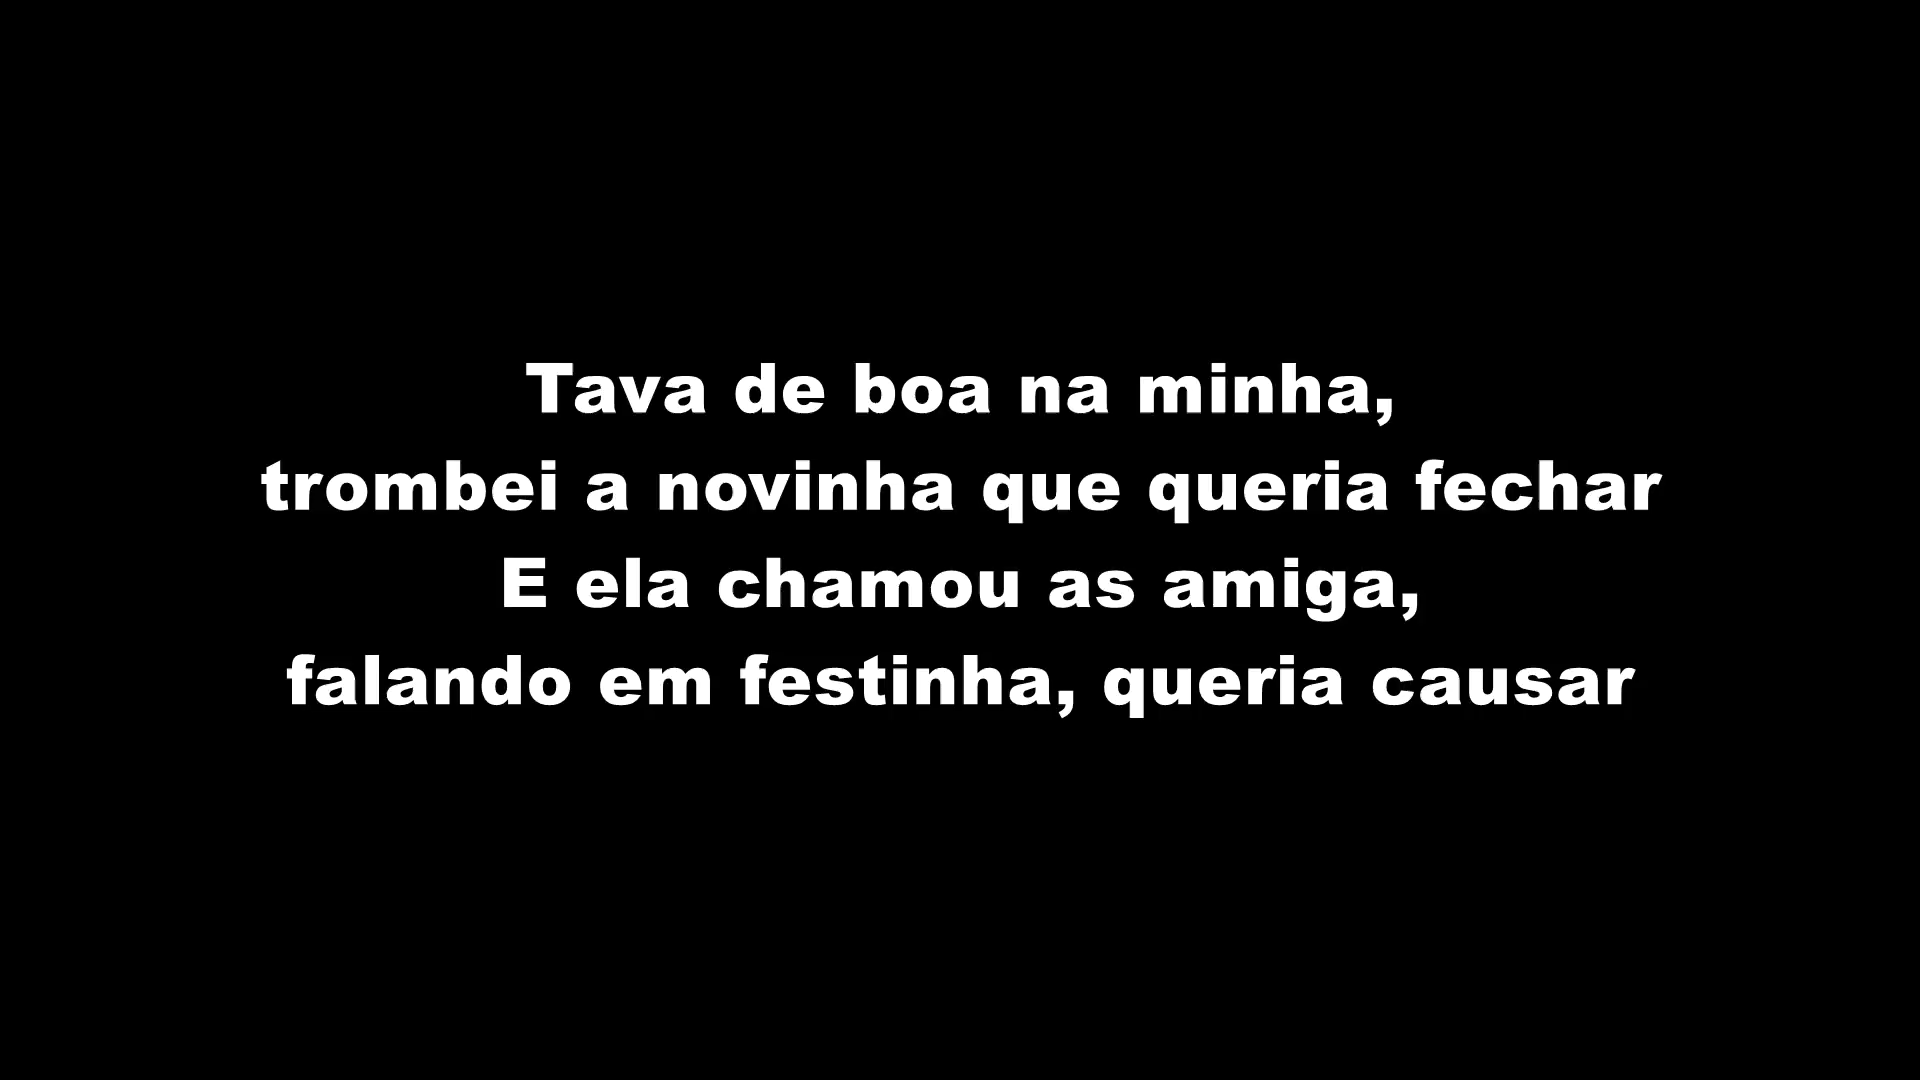 Tava de boa na minha,
trombei a novinha que queria fechar
E ela chamou as amiga,
falando em festinha, queria causar